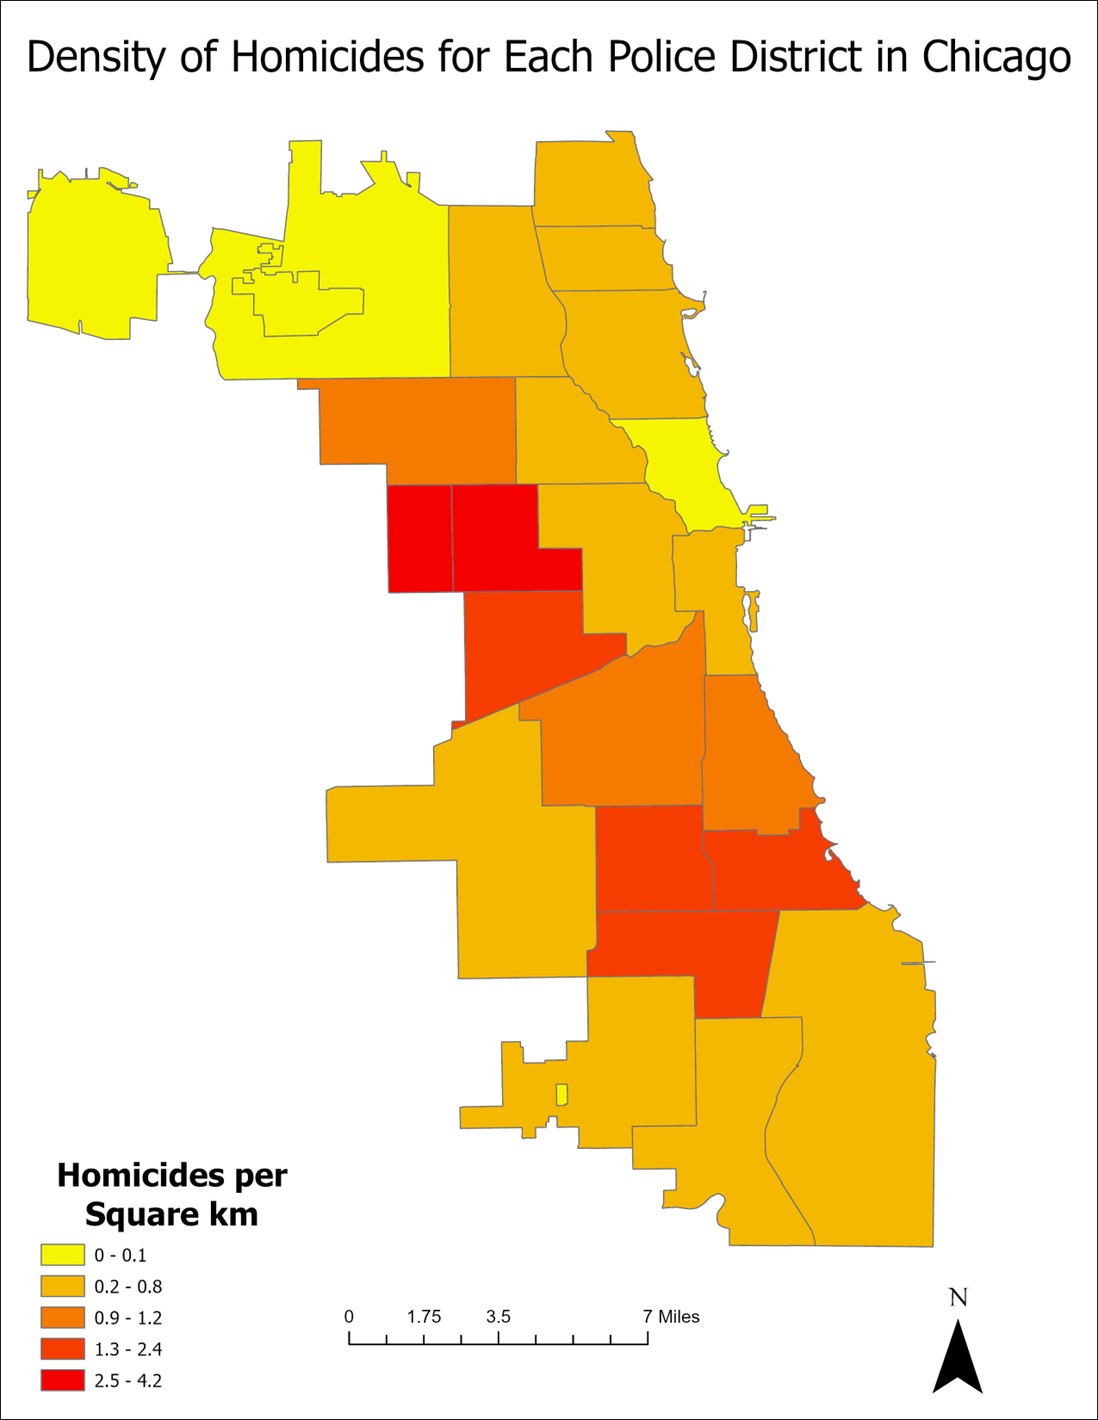 Density of Homicides for Each Police District in Chicago
Homicides per
Square km
0 - 0.1
0.2 - 0.8
0.9 - 1.2
1.3 - 2.4
2.5 - 4.2
0 1.75 3.5 7 Miles
N